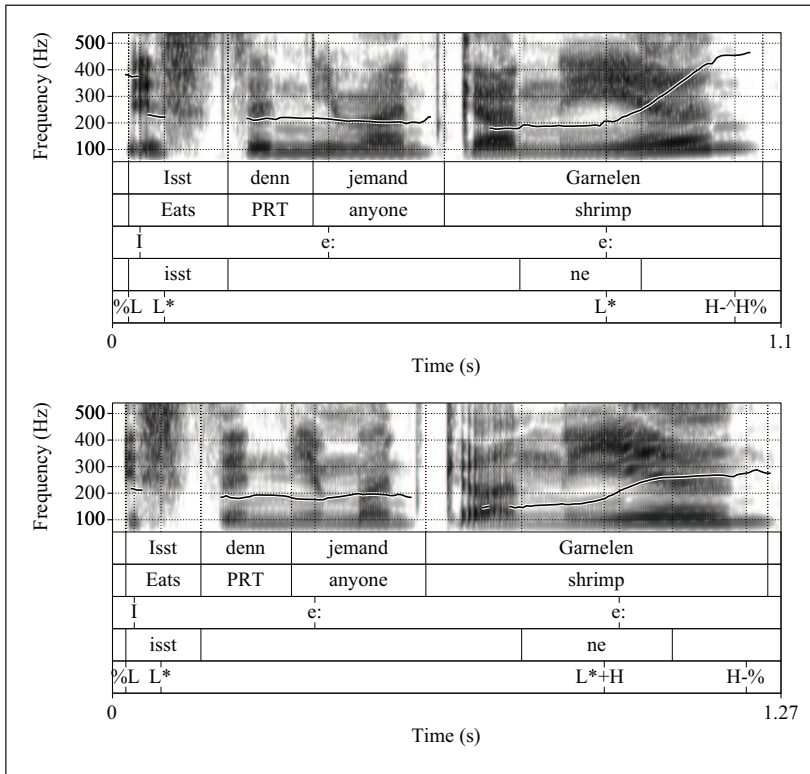 500
400
300
200
100
Frequency (Hz)
Isst denn jemand Garnelen
Eats PRT anyone shrimp
I e: e:
isst ne
%L L* L* H-^H%
0 1.1
Time (s)
500
400
300
200
100
Frequency (Hz)
Isst denn jemand Garnelen
Eats PRT anyone shrimp
I e: e:
isst ne
%L L* L*+H H-%
0 1.27
Time (s)